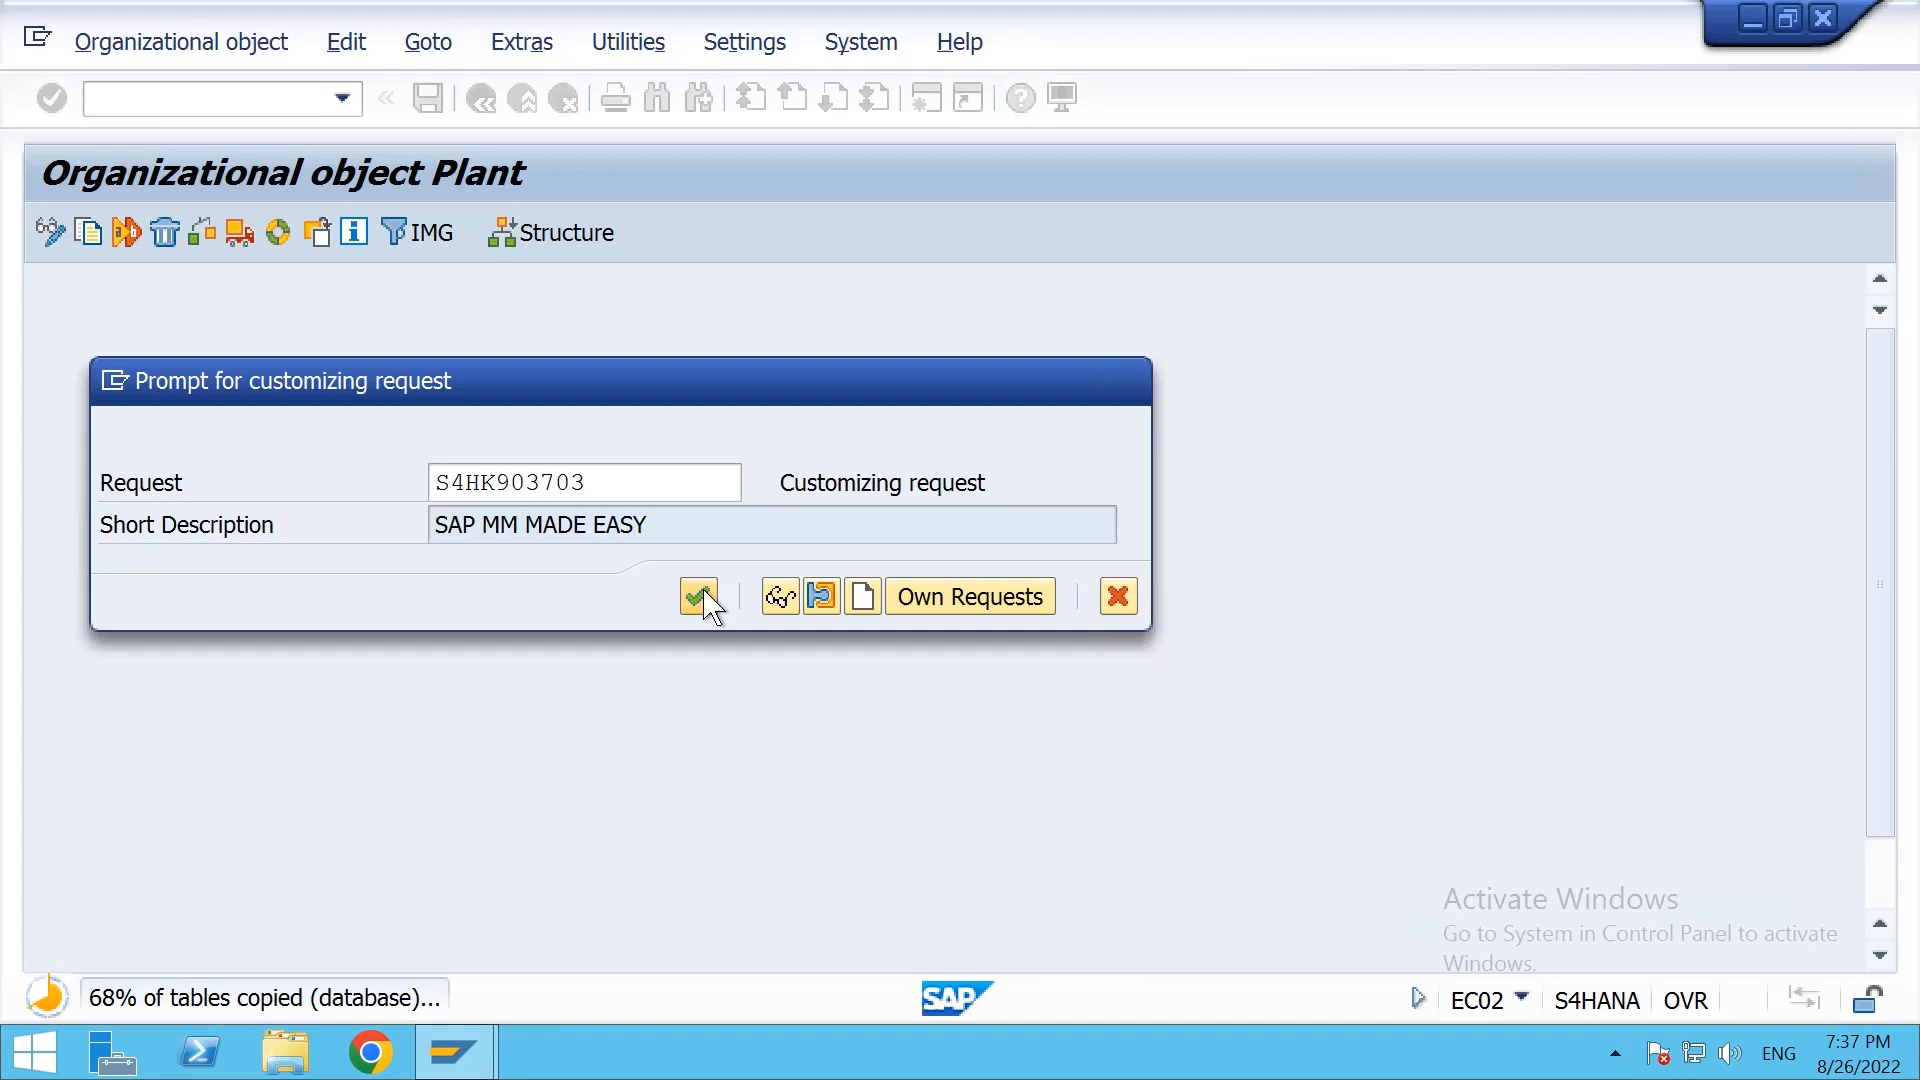 Organizational object Edit Goto Extras Utilities Settings System Help
Organizational object Plant
IMG Structure
Prompt for customizing request
Request S4HK903703 Customizing request
Short Description SAP MM MADE EASY
Own Requests
Activate Windows
Go to System in Control Panel to activate
Windows.
68% of tables copied (database)... SAP EC02 S4HANA OVR
ENG 7:37 PM
8/26/2022